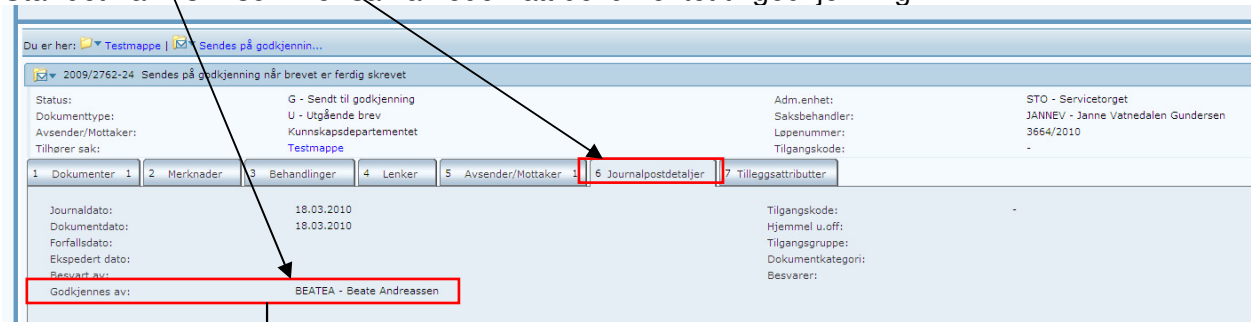 Du er her: Testmappe | Sendes på godkjennin...
2009/2762-24 Sendes på godkjenning når brevet er ferdig skrevet
Status: G - Sendt til godkjenning Adm.enhet: STO - Servicetorget
Dokumenttype: U - Utgående brev Saksbehandler: JANNEV - Janne Vatnedalen Gundersen
Avsender/Mottaker: Kunnskapsdepartementet Løpenummer: 3664/2010
Tilhører sak: Testmappe Tilgangskode: -
1 Dokumenter 1 2 Merknader 3 Behandlinger 4 Lenker 5 Avsender/Mottaker 1 6 Journalpostdetaljer 7 Tilleggsattributter
Journaldato: 18.03.2010 Tilgangskode: -
Dokumentdato: 18.03.2010 Hjemmel u.off:
Forfallsdato: Tilgangsgruppe:
Ekspedert dato: Dokumentkategori:
Besvart av: Besvarer:
Godkjennes av: BEATEA - Beate Andreassen